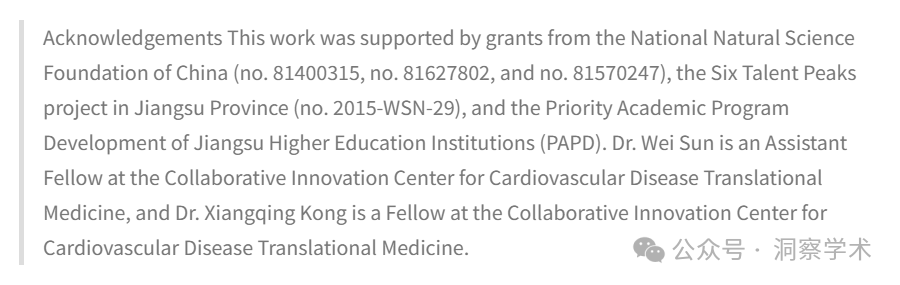 Acknowledgements This work was supported by grants from the National Natural Science
Foundation of China (no. 81400315, no. 81627802, and no. 81570247), the Six Talent Peaks
project in Jiangsu Province (no. 2015-WSN-29), and the Priority Academic Program
Development of Jiangsu Higher Education Institutions (PAPD). Dr. Wei Sun is an Assistant
Fellow at the Collaborative Innovation Center for Cardiovascular Disease Translational
Medicine, and Dr. Xiangqing Kong is a Fellow at the Collaborative Innovation Center for
Cardiovascular Disease Translational Medicine.
公众号 · 洞察学术